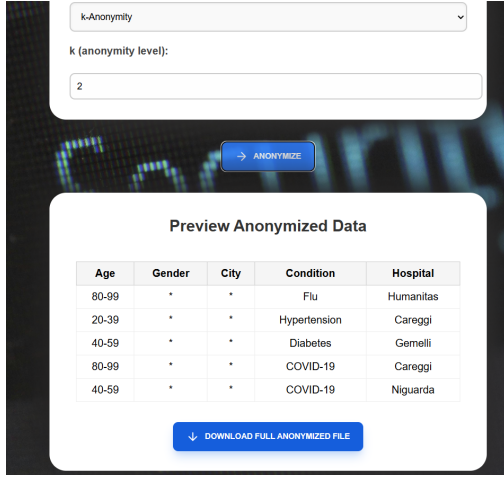 k-Anonymity
k (anonymity level):
2
Security
→ ANONYMIZE
Preview Anonymized Data
Age Gender City Condition Hospital
80-99 * * Flu Humanitas
20-39 * * Hypertension Careggi
40-59 * * Diabetes Gemelli
80-99 * * COVID-19 Careggi
40-59 * * COVID-19 Niguarda
↓ DOWNLOAD FULL ANONYMIZED FILE